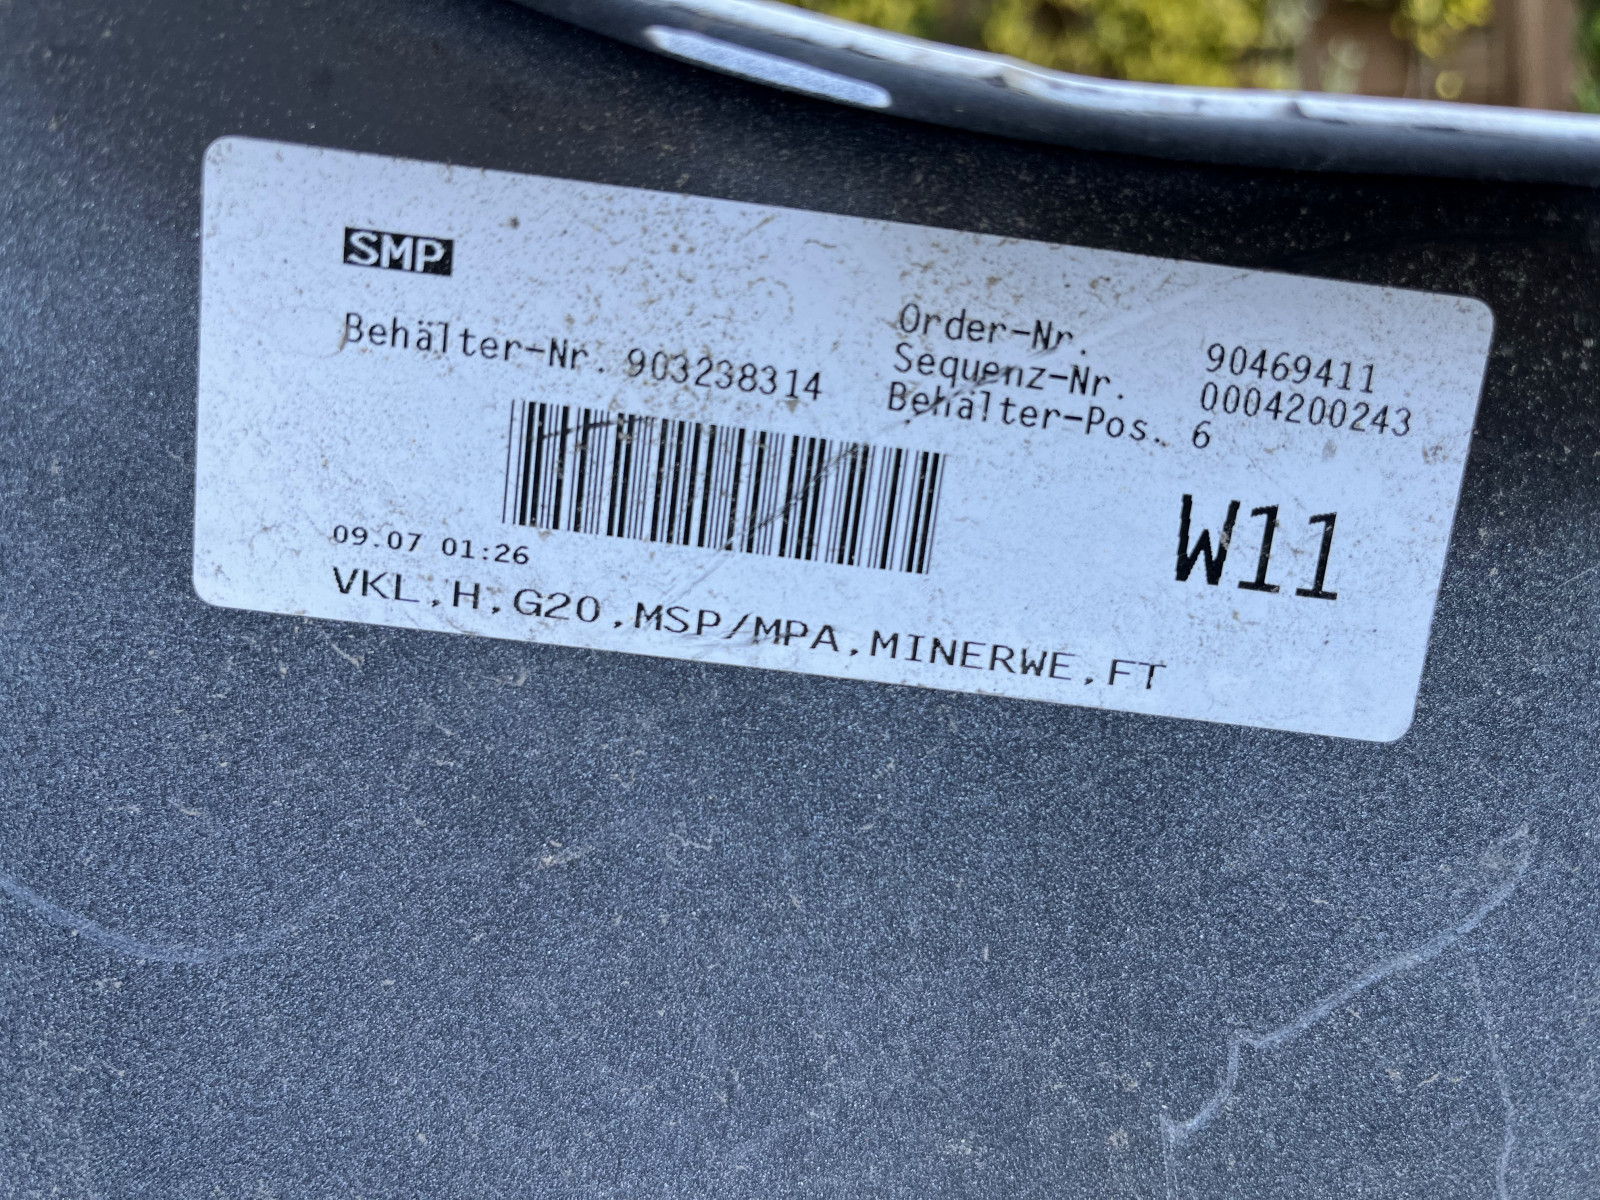 SMP
Order-Nr. 90469411
Behälter-Nr. 903238314 Sequenz-Nr. 0004200243
Behälter-Pos. 6
W11
09.07 01:26
VKL,H,G20,MSP/MPA,MINERWE,FT